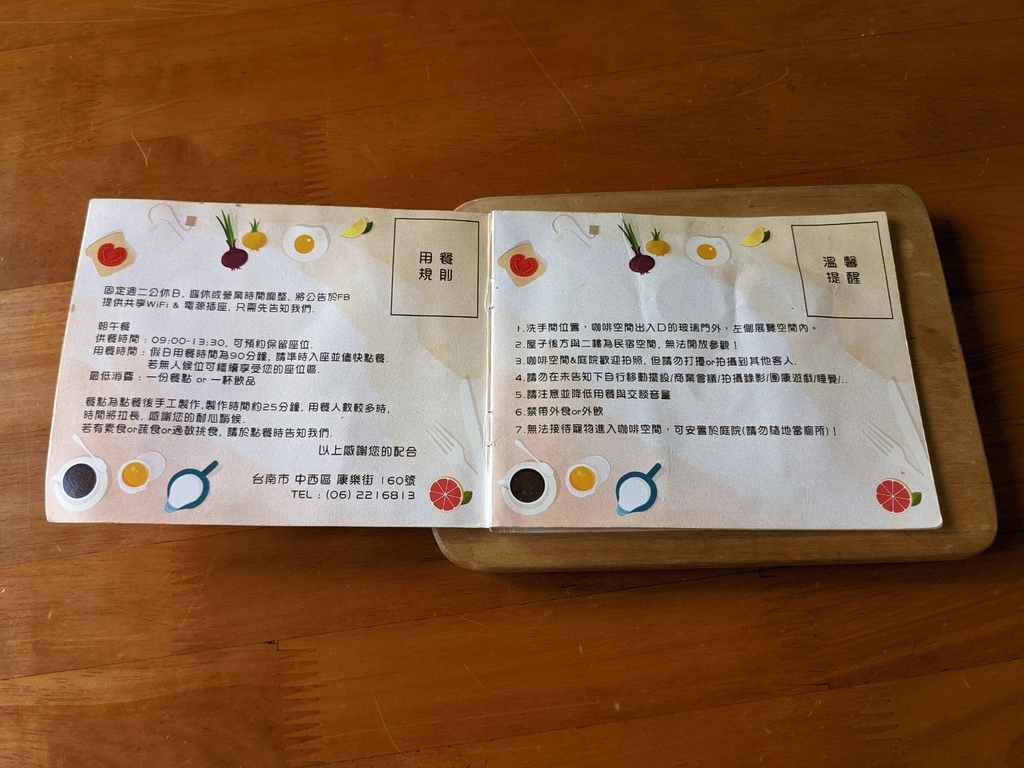 用餐
規則
固定週二公休日, 臨休或營業時間調整, 將公告於FB
提供共享WiFi & 電源插座, 只需先告知我們.
朝午餐
供餐時間：09:00-13:30, 可預約保留座位.
用餐時間：假日用餐時間為90分鐘, 請準時入座並儘快點餐,
若無人候位可繼續享受您的座位區.
最低消費：一份餐點 or 一杯飲品
餐點為點餐後手工製作,製作時間約25分鐘, 用餐人數較多時,
時間將拉長, 感謝您的耐心稍候.
若有素食or蔬食or過敏挑食, 請於點餐時告知我們.
以上感謝您的配合
台南市 中西區 康樂街 160號
TEL：(06) 2216813
溫馨
提醒
1.洗手間位置，咖啡空間出入口的玻璃門外，左側展覽空間內。
2.屋子後方與二樓為民宿空間, 無法開放參觀！
3.咖啡空間&庭院歡迎拍照, 但請勿打擾or拍攝到其他客人.
4.請勿在未告知下自行移動擺設/商業會議/拍攝錄影/團康遊戲/睡覺/..
5.請注意並降低用餐與交談音量
6.禁帶外食or外飲
7.無法接待寵物進入咖啡空間，可安置於庭院(請勿隨地當廁所)！